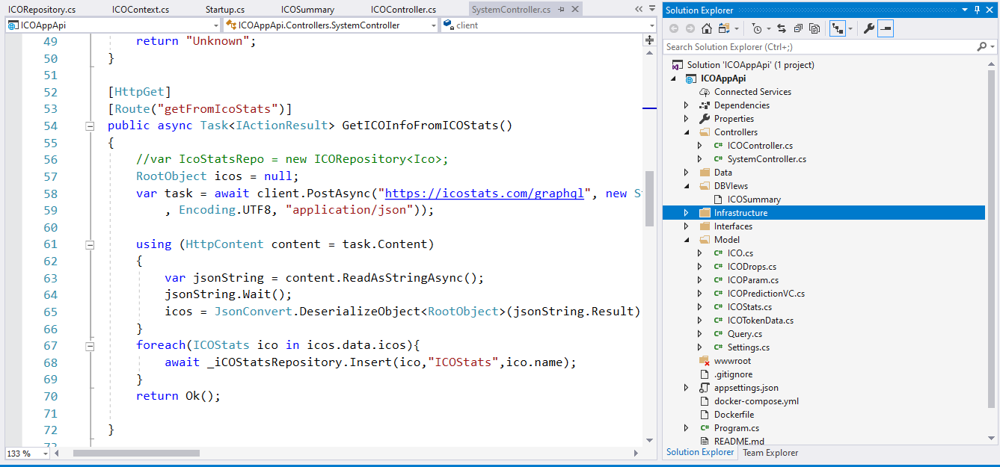 ICORepository.cs ICOContext.cs Startup.cs ICOSummary ICOController.cs SystemController.cs
ICOAppApi ICOAppApi.Controllers.SystemController client
49 return "Unknown";
50 }
51
52 [HttpGet]
53 [Route("getFromIcoStats")]
54 public async Task<IActionResult> GetICOInfoFromICOStats()
55 {
56 //var IcoStatsRepo = new ICORepository<Ico>;
57 RootObject icos = null;
58 var task = await client.PostAsync("https://icostats.com/graphql", new S
59 , Encoding.UTF8, "application/json"));
60
61 using (HttpContent content = task.Content)
62 {
63 var jsonString = content.ReadAsStringAsync();
64 jsonString.Wait();
65 icos = JsonConvert.DeserializeObject<RootObject>(jsonString.Result)
66 }
67 foreach(ICOStats ico in icos.data.icos){
68 await _iCOStatsRepository.Insert(ico,"ICOStats",ico.name);
69 }
70 return Ok();
71
72 }
73
133 %
Solution Explorer
Search Solution Explorer (Ctrl+;)
Solution 'ICOAppApi' (1 project)
ICOAppApi
Connected Services
Dependencies
Properties
Controllers
C# ICOController.cs
C# SystemController.cs
Data
DBViews
ICOSummary
Infrastructure
Interfaces
Model
C# ICO.cs
C# ICODrops.cs
C# ICOParam.cs
C# ICOPredictionVC.cs
C# ICOStats.cs
C# ICOTokenData.cs
C# Query.cs
C# Settings.cs
wwwroot
.gitignore
appsettings.json
docker-compose.yml
Dockerfile
C# Program.cs
README.md
Solution Explorer Team Explorer